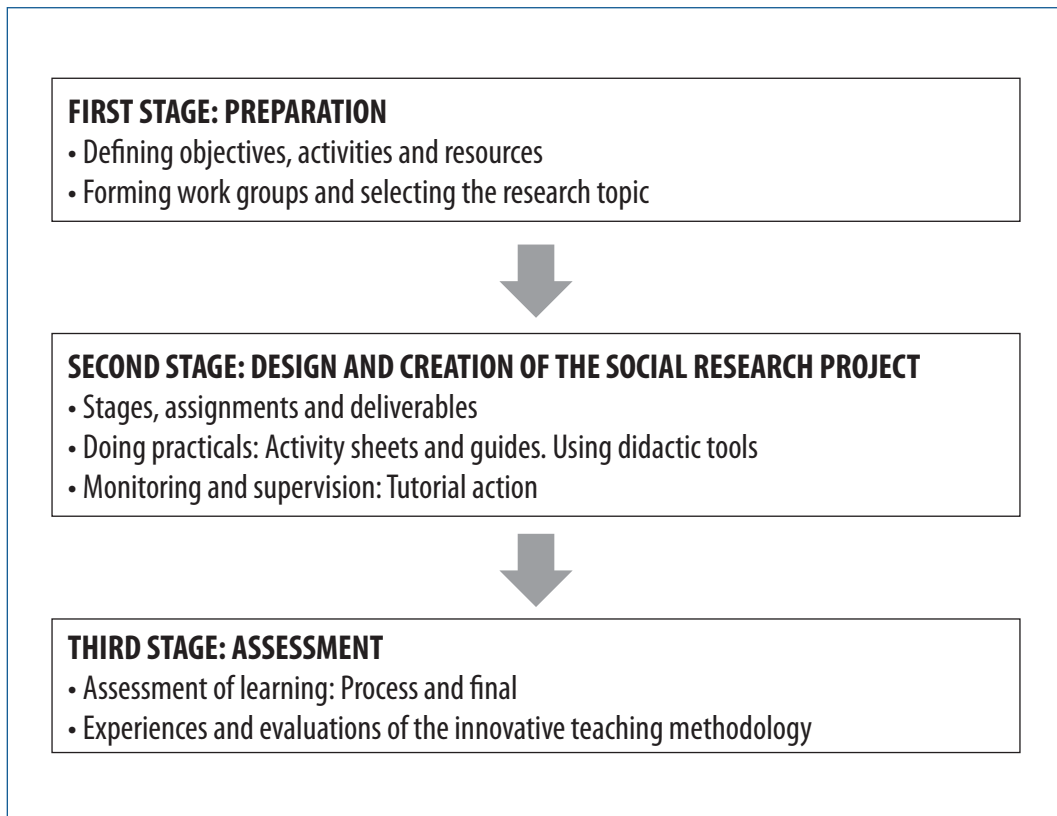 FIRST STAGE: PREPARATION
• Defining objectives, activities and resources
• Forming work groups and selecting the research topic
SECOND STAGE: DESIGN AND CREATION OF THE SOCIAL RESEARCH PROJECT
• Stages, assignments and deliverables
• Doing practicals: Activity sheets and guides. Using didactic tools
• Monitoring and supervision: Tutorial action
THIRD STAGE: ASSESSMENT
• Assessment of learning: Process and final
• Experiences and evaluations of the innovative teaching methodology